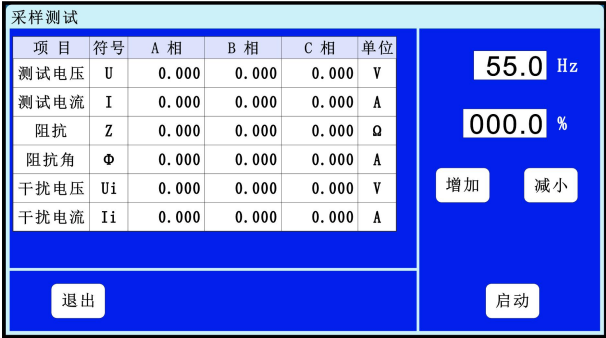 采样测试
项 目 符号 A 相 B 相 C 相 单位
测试电压 U 0.000 0.000 0.000 V
测试电流 I 0.000 0.000 0.000 A
阻抗 Z 0.000 0.000 0.000 Ω
阻抗角 Φ 0.000 0.000 0.000 A
干扰电压 Ui 0.000 0.000 0.000 V
干扰电流 Ii 0.000 0.000 0.000 A
55.0 Hz
000.0 %
增加 减小
退出 启动